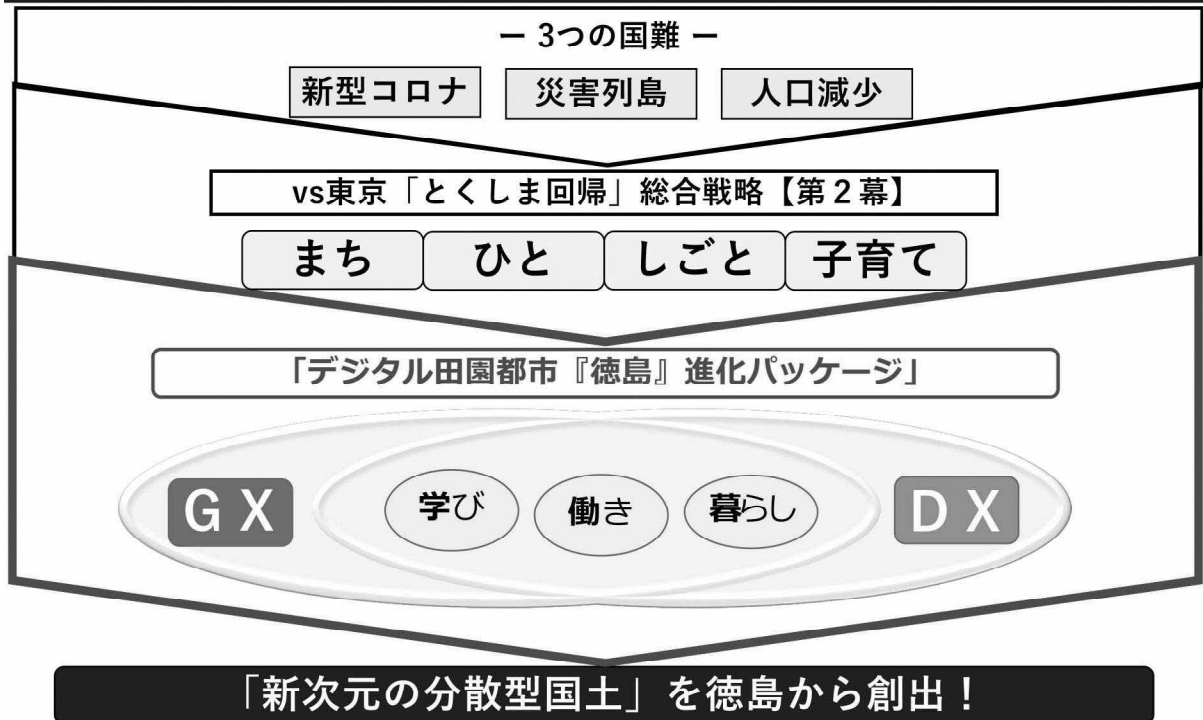 ー 3つの国難 ー
新型コロナ 災害列島 人口減少
vs東京「とくしま回帰」総合戦略【第２幕】
まち ひと しごと 子育て
「デジタル田園都市『徳島』進化パッケージ」
ＧＸ 学び 働き 暮らし ＤＸ
「新次元の分散型国土」を徳島から創出！